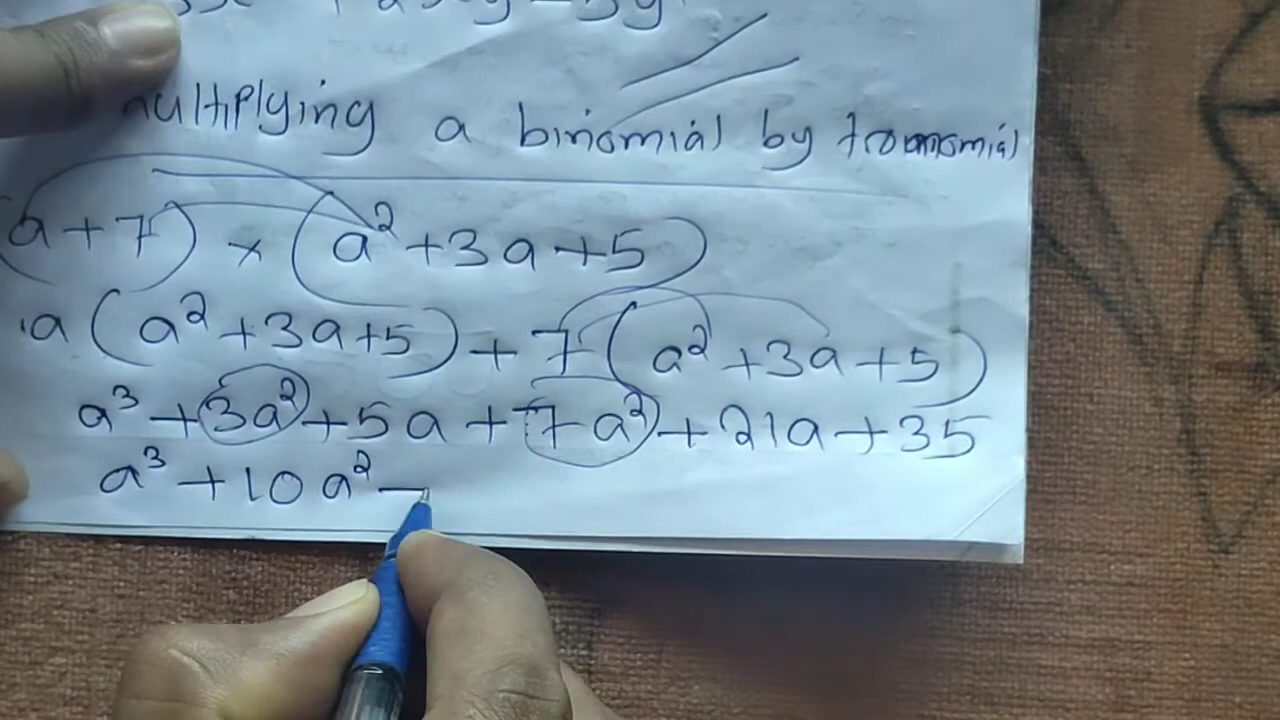 multiplying a binomial by
(a+7) × (a²+3a+5)
a(a²+3a+5)+7(a²+3a+5)
a³+3a²+5a+7a²+21a+35
a³+10a²-